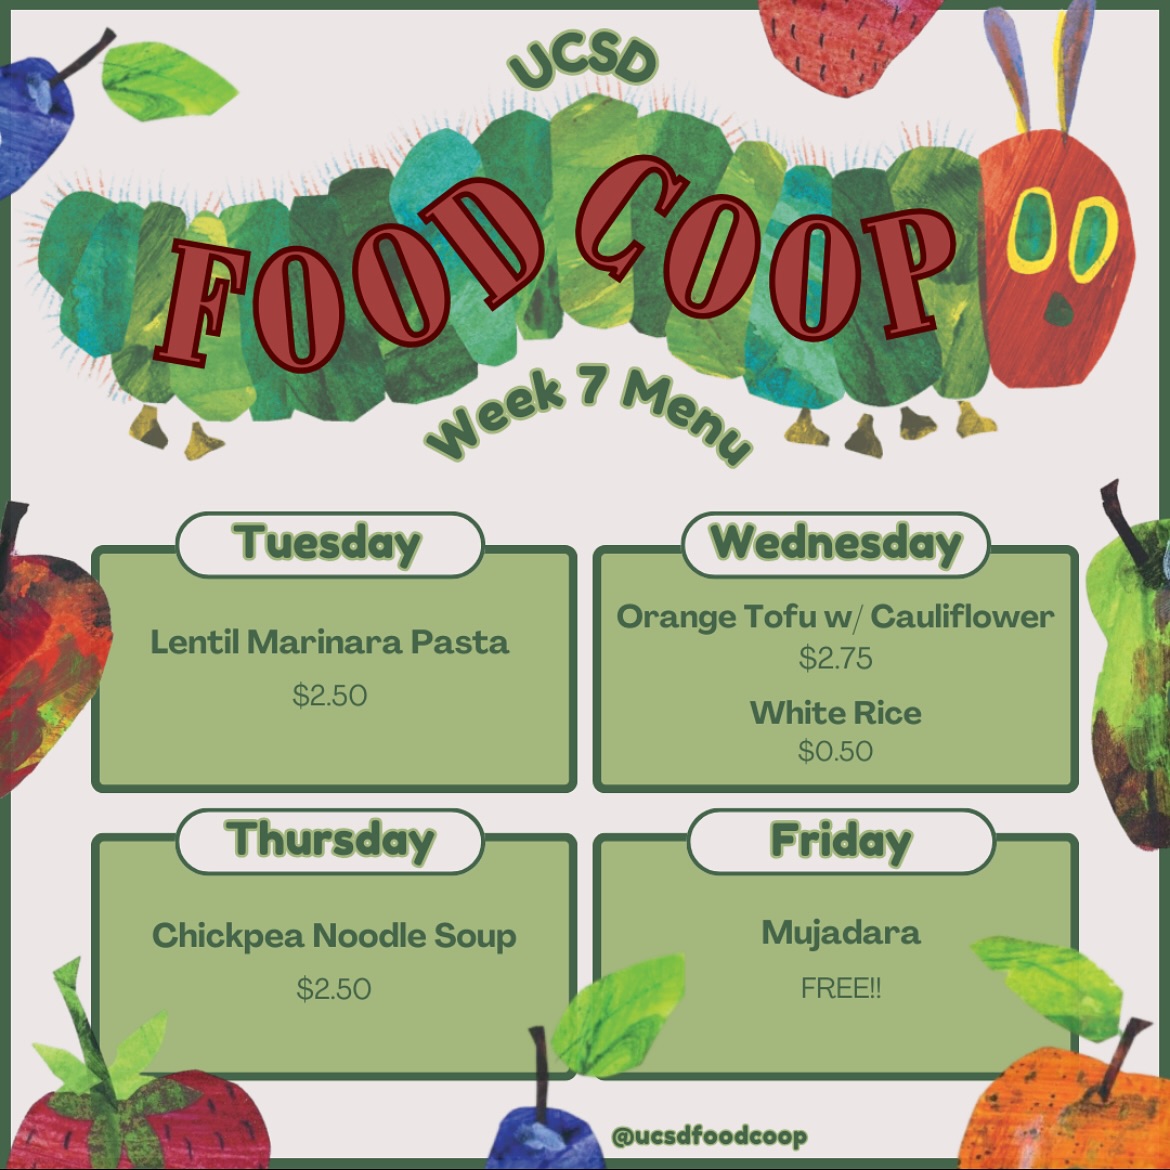 UCSD
FOOD COOP
Week 7 Menu
Tuesday
Lentil Marinara Pasta
$2.50
Wednesday
Orange Tofu w/ Cauliflower
$2.75
White Rice
$0.50
Thursday
Chickpea Noodle Soup
$2.50
Friday
Mujadara
FREE!!
@ucsdfoodcoop